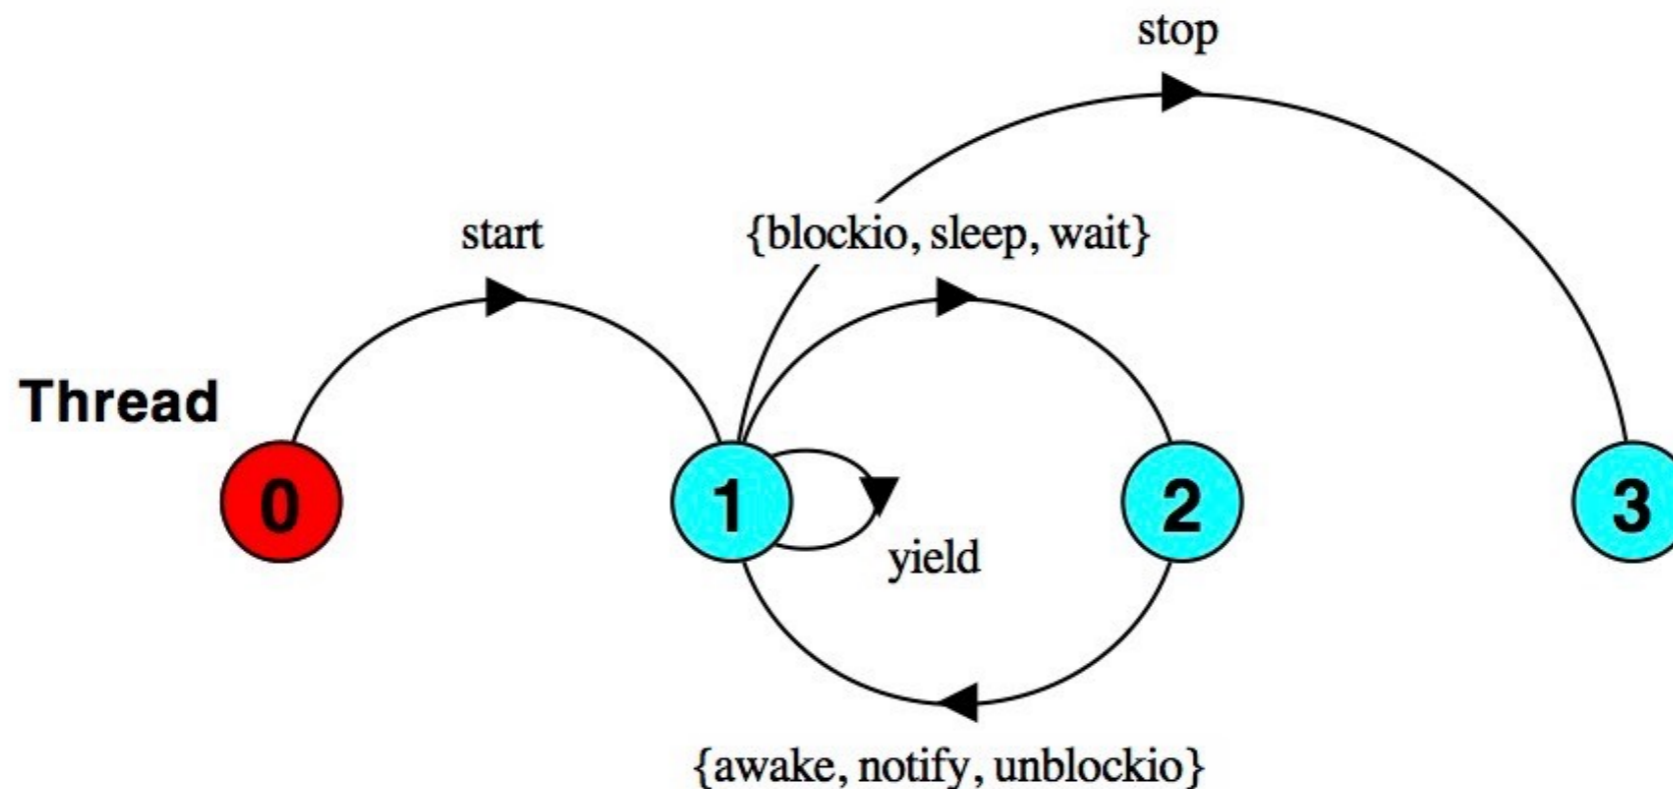 stop
start
{blockio, sleep, wait}
Thread
0
1
2
3
yield
{awake, notify, unblockio}